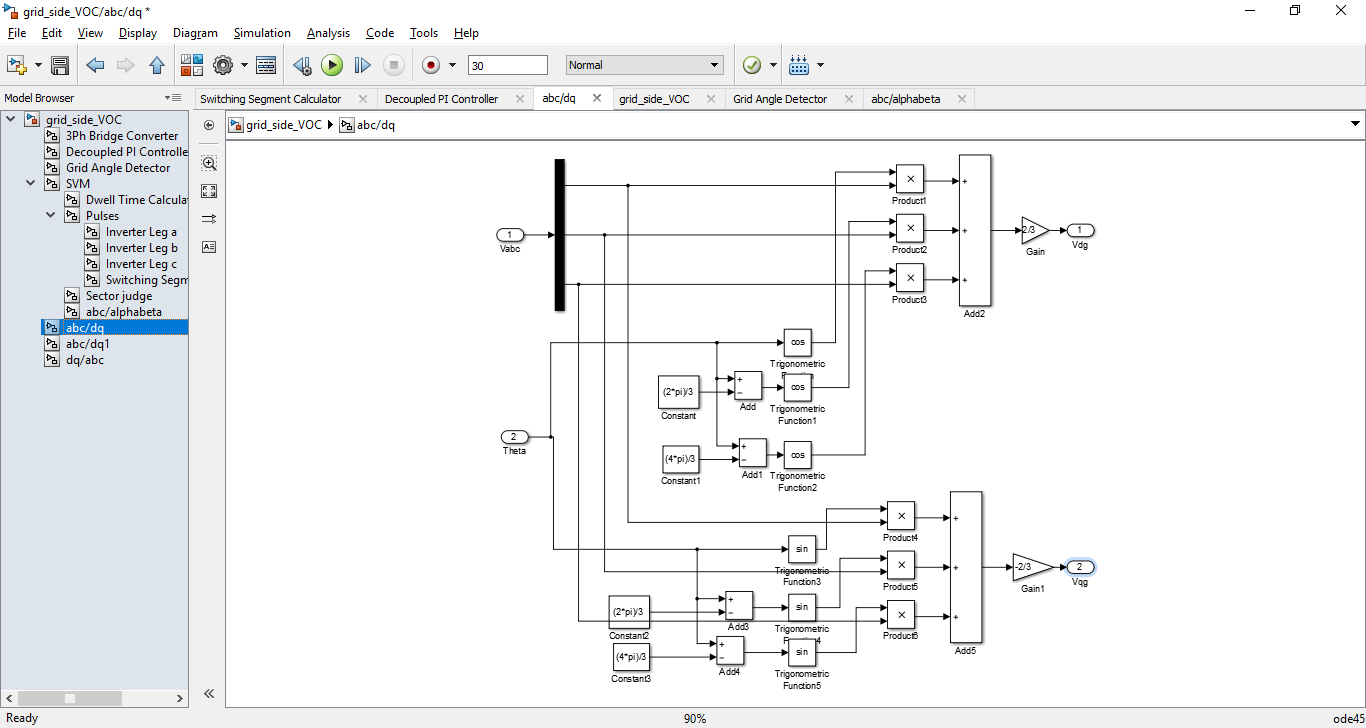 grid_side_VOC/abc/dq *
File Edit View Display Diagram Simulation Analysis Code Tools Help
30 Normal
Model Browser
Switching Segment Calculator Decoupled PI Controller abc/dq grid_side_VOC Grid Angle Detector abc/alphabeta
grid_side_VOC abc/dq
grid_side_VOC
3Ph Bridge Converter
Decoupled PI Controlle
Grid Angle Detector
SVM
Dwell Time Calcula
Pulses
Inverter Leg a
Inverter Leg b
Inverter Leg c
Switching Segm
Sector judge
abc/alphabeta
abc/dq
abc/dq1
dq/abc
1
Vabc
×
Product1
×
Product2
×
Product3
+
+
+
Add2
2/3
Gain
1
Vdg
cos
Trigonometric
(2*pi)/3
Constant
+
−
Add
cos
Trigonometric
Function1
2
Theta
(4*pi)/3
Constant1
+
−
Add1
cos
Trigonometric
Function2
×
Product4
×
Product5
×
Product6
+
+
+
Add5
-2/3
Gain1
2
Vqg
sin
Trigonometric
Function3
(2*pi)/3
Constant2
+
−
Add3
sin
Trigonometric
(4*pi)/3
Constant3
+
−
Add4
sin
Trigonometric
Function5
Ready 90% ode45